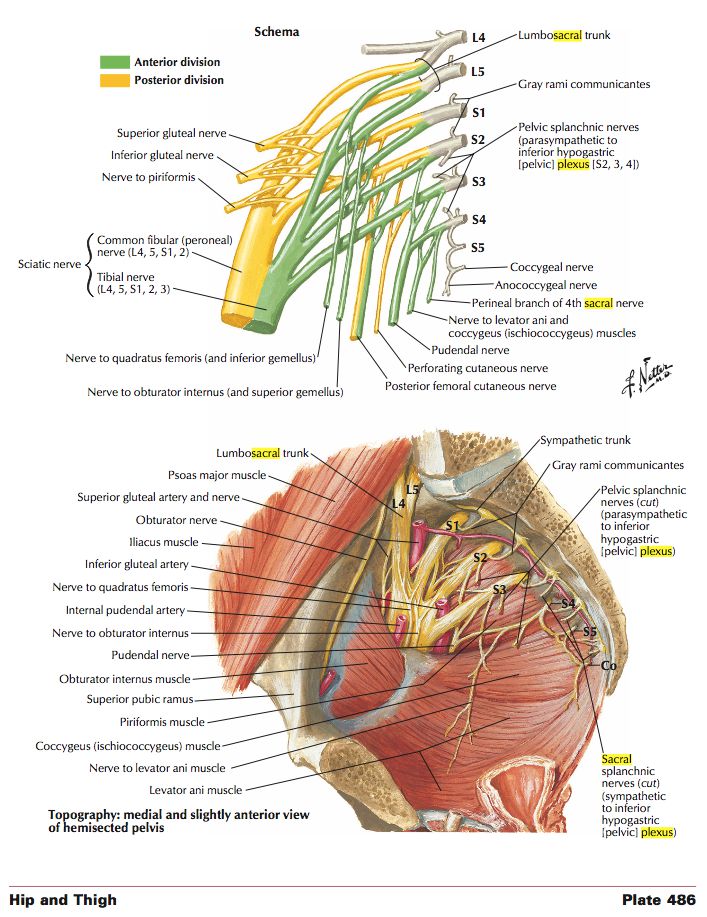 Schema
Anterior division
Posterior division
L4
L5
S1
S2
S3
S4
S5
Lumbosacral trunk
Gray rami communicantes
Pelvic splanchnic nerves
(parasympathetic to
inferior hypogastric
[pelvic] plexus [S2, 3, 4])
Superior gluteal nerve
Inferior gluteal nerve
Nerve to piriformis
Sciatic nerve
Common fibular (peroneal)
nerve (L4, 5, S1, 2)
Tibial nerve
(L4, 5, S1, 2, 3)
Coccygeal nerve
Anococcygeal nerve
Perineal branch of 4th sacral nerve
Nerve to levator ani and
coccygeus (ischiococcygeus) muscles
Pudendal nerve
Perforating cutaneous nerve
Posterior femoral cutaneous nerve
Nerve to quadratus femoris (and inferior gemellus)
Nerve to obturator internus (and superior gemellus)
F. Netter
M.D.
Lumbosacral trunk
Psoas major muscle
Superior gluteal artery and nerve
Obturator nerve
Iliacus muscle
Inferior gluteal artery
Nerve to quadratus femoris
Internal pudendal artery
Nerve to obturator internus
Pudendal nerve
Obturator internus muscle
Superior pubic ramus
Piriformis muscle
Coccygeus (ischiococcygeus) muscle
Nerve to levator ani muscle
Levator ani muscle
L5
L4
S1
S2
S3
S4
S5
Co
Sympathetic trunk
Gray rami communicantes
Pelvic splanchnic
nerves (cut)
(parasympathetic
to inferior
hypogastric
[pelvic] plexus)
Sacral
splanchnic
nerves (cut)
(sympathetic
to inferior
hypogastric
[pelvic] plexus)
Topography: medial and slightly anterior view
of hemisected pelvis
Hip and Thigh
Plate 486